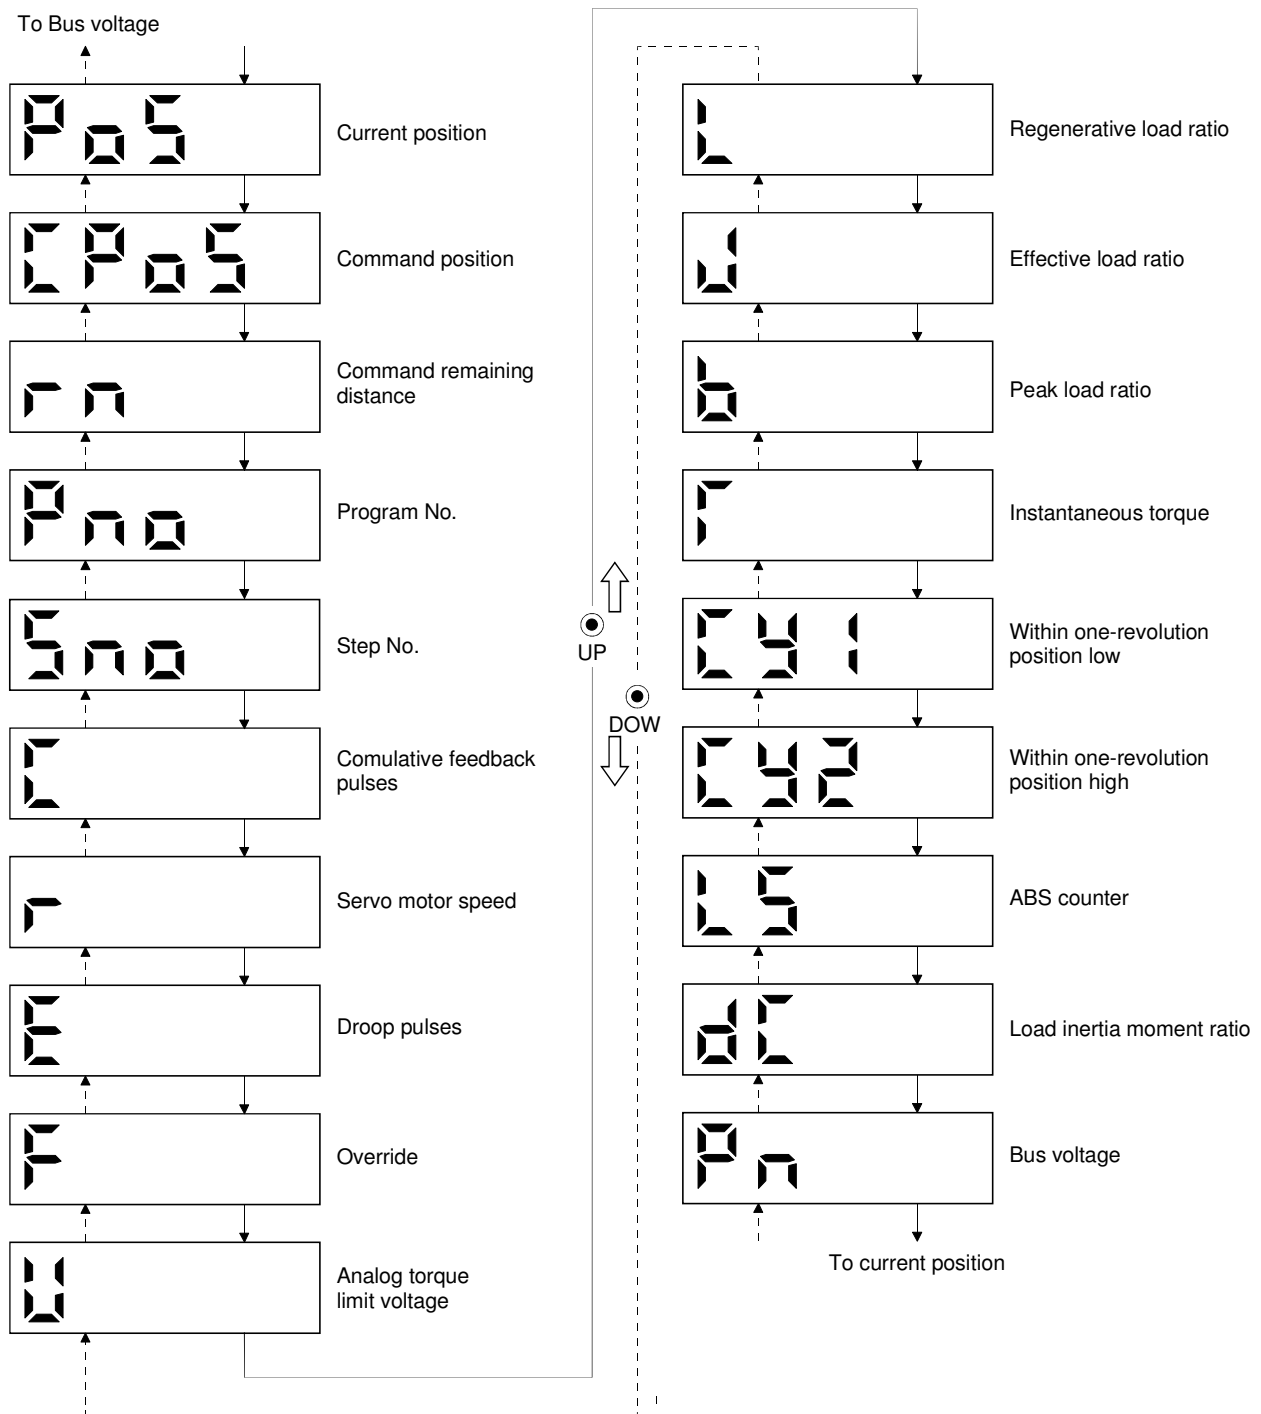 To Bus voltage
PoS
Current position
CPoS
Command position
rn
Command remaining
distance
Pno
Program No.
Sno
Step No.
C
Comulative feedback
pulses
r
Servo motor speed
E
Droop pulses
F
Override
U
Analog torque
limit voltage
UP
DOW
L
Regenerative load ratio
J
Effective load ratio
b
Peak load ratio
T
Instantaneous torque
Cy1
Within one-revolution
position low
Cy2
Within one-revolution
position high
LS
ABS counter
dC
Load inertia moment ratio
Pn
Bus voltage
To current position